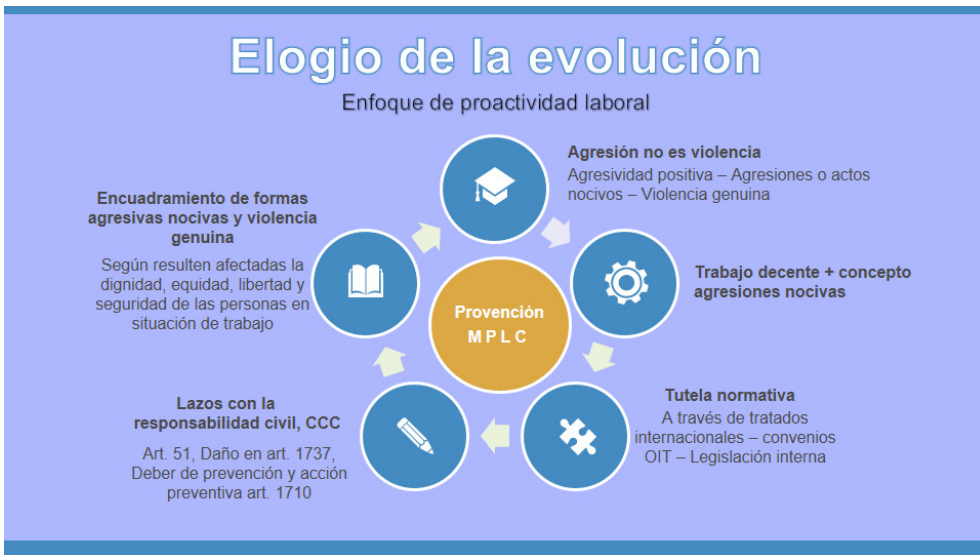 Elogio de la evolución
Enfoque de proactividad laboral
Agresión no es violencia
Agresividad positiva – Agresiones o actos
nocivos – Violencia genuina
Trabajo decente + concepto
agresiones nocivas
Tutela normativa
A través de tratados
internacionales – convenios
OIT – Legislación interna
Lazos con la
responsabilidad civil, CCC
Art. 51, Daño en art. 1737,
Deber de prevención y acción
preventiva art. 1710
Encuadramiento de formas
agresivas nocivas y violencia
genuina
Según resulten afectadas la
dignidad, equidad, libertad y
seguridad de las personas en
situación de trabajo
Provención
M P L C